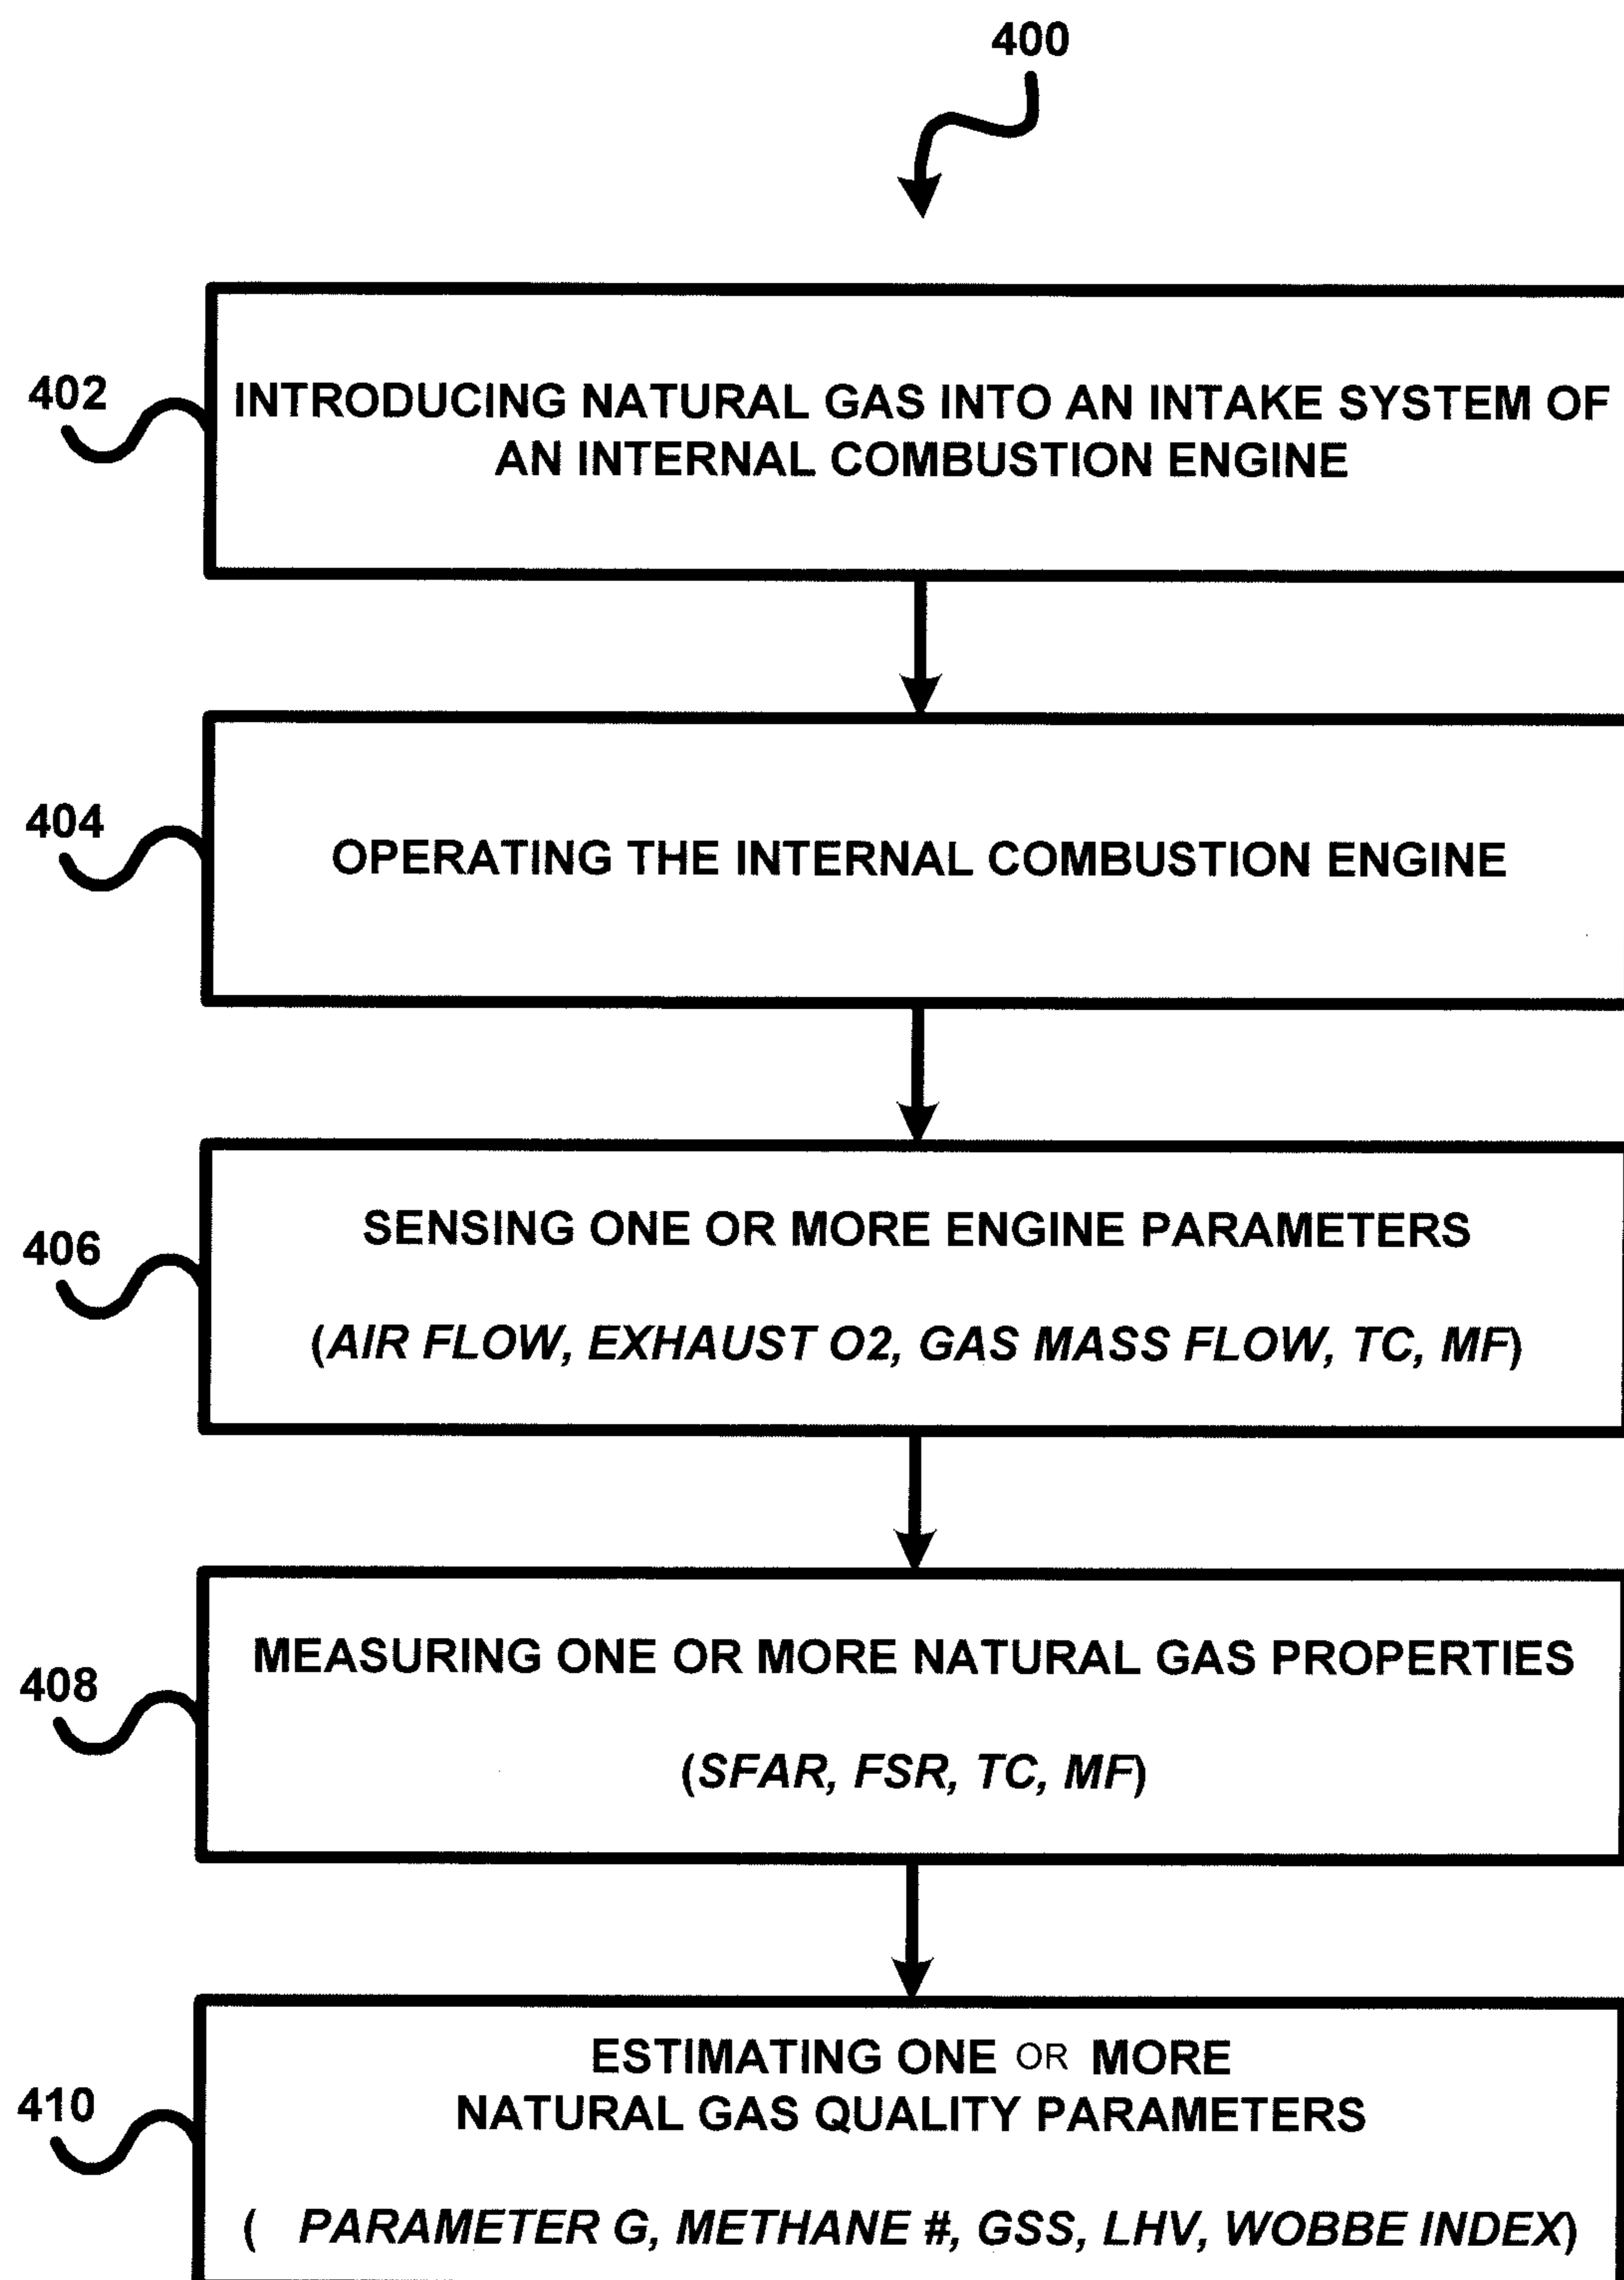 400
402
INTRODUCING NATURAL GAS INTO AN INTAKE SYSTEM OF
AN INTERNAL COMBUSTION ENGINE
404
OPERATING THE INTERNAL COMBUSTION ENGINE
406
SENSING ONE OR MORE ENGINE PARAMETERS
(AIR FLOW, EXHAUST O2, GAS MASS FLOW, TC, MF)
408
MEASURING ONE OR MORE NATURAL GAS PROPERTIES
(SFAR, FSR, TC, MF)
410
ESTIMATING ONE OR MORE
NATURAL GAS QUALITY PARAMETERS
( PARAMETER G, METHANE #, GSS, LHV, WOBBE INDEX)